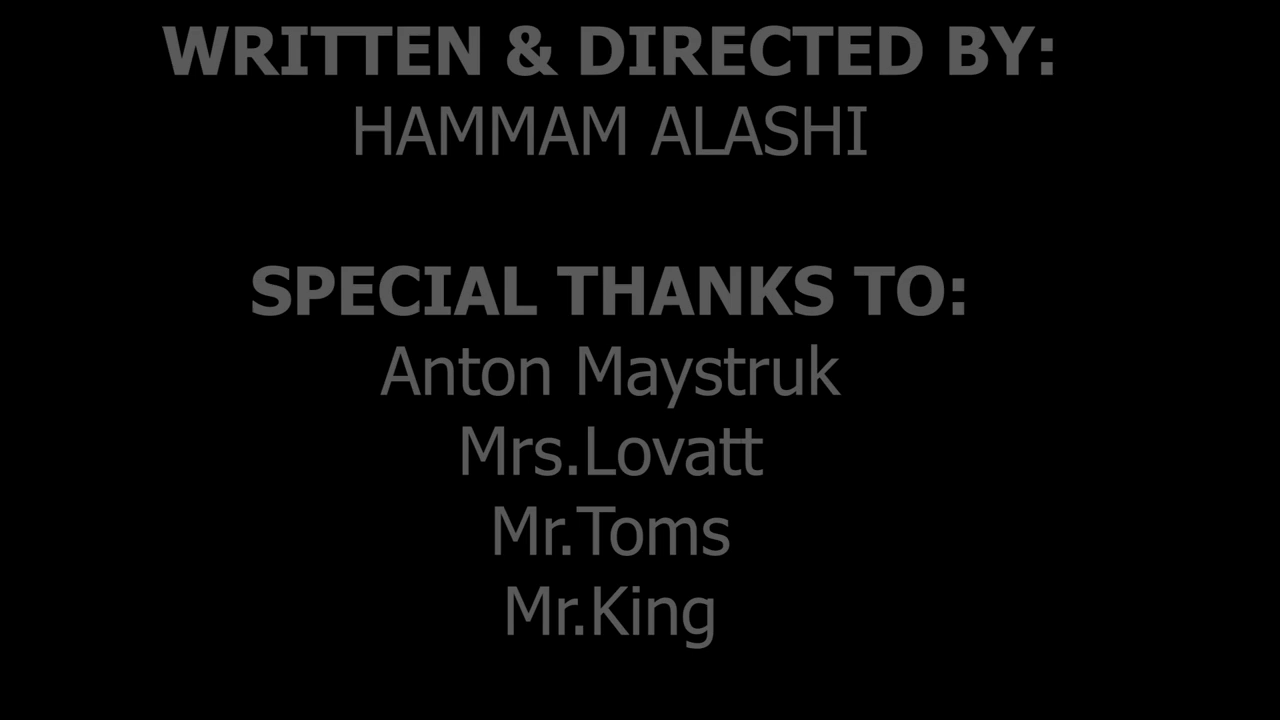 WRITTEN & DIRECTED BY:
HAMMAM ALASHI
SPECIAL THANKS TO:
Anton Maystruk
Mrs.Lovatt
Mr.Toms
Mr.King